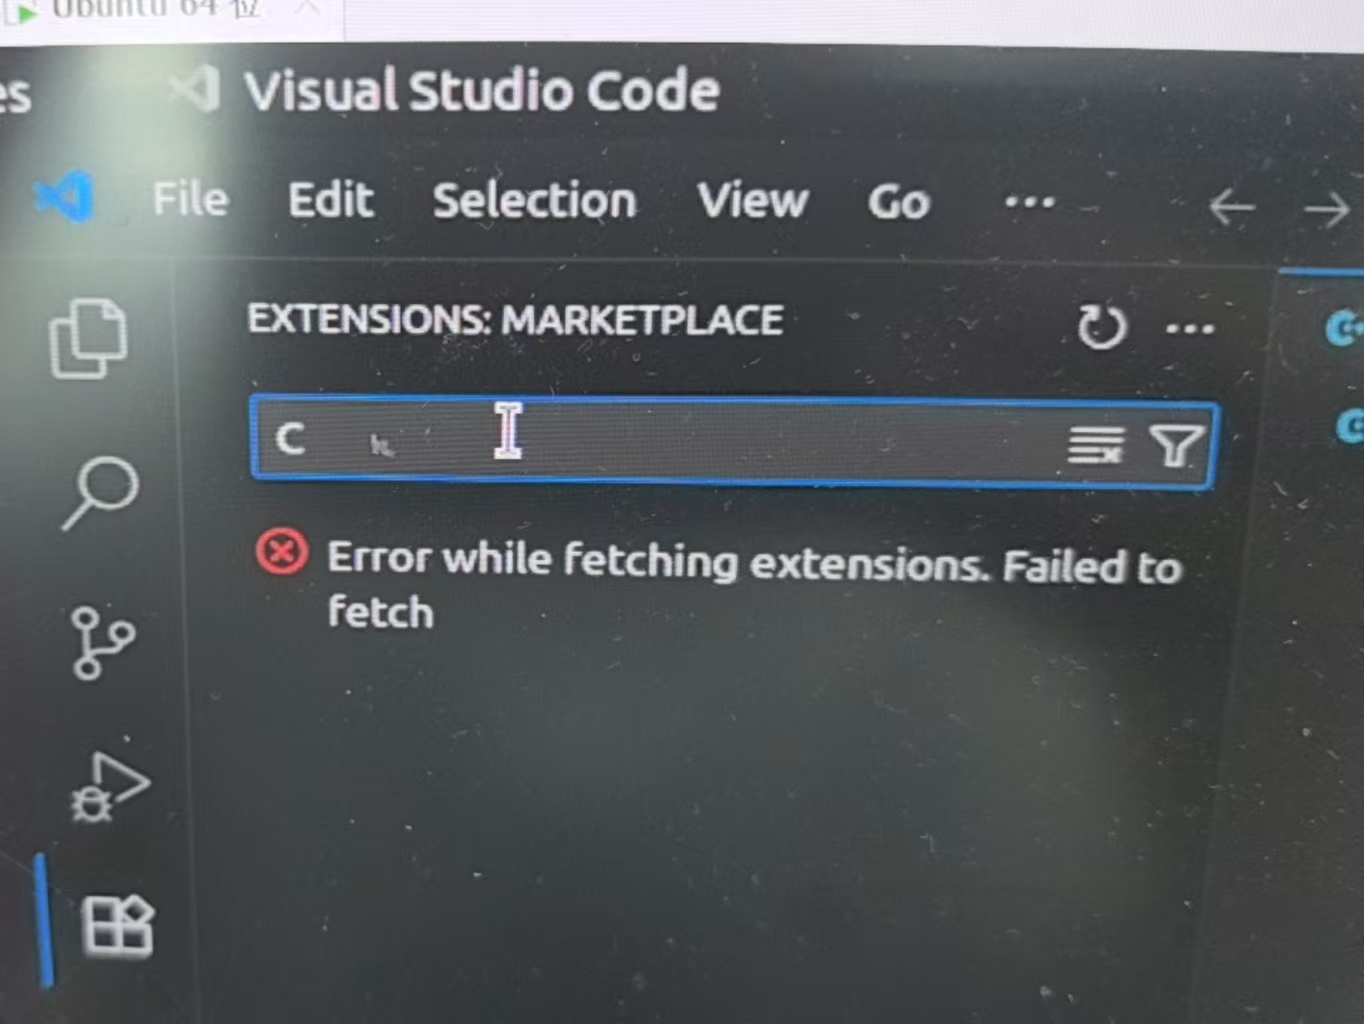 Ubuntu 64 位
es
Visual Studio Code
File Edit Selection View Go ...
EXTENSIONS: MARKETPLACE
C
Error while fetching extensions. Failed to
fetch